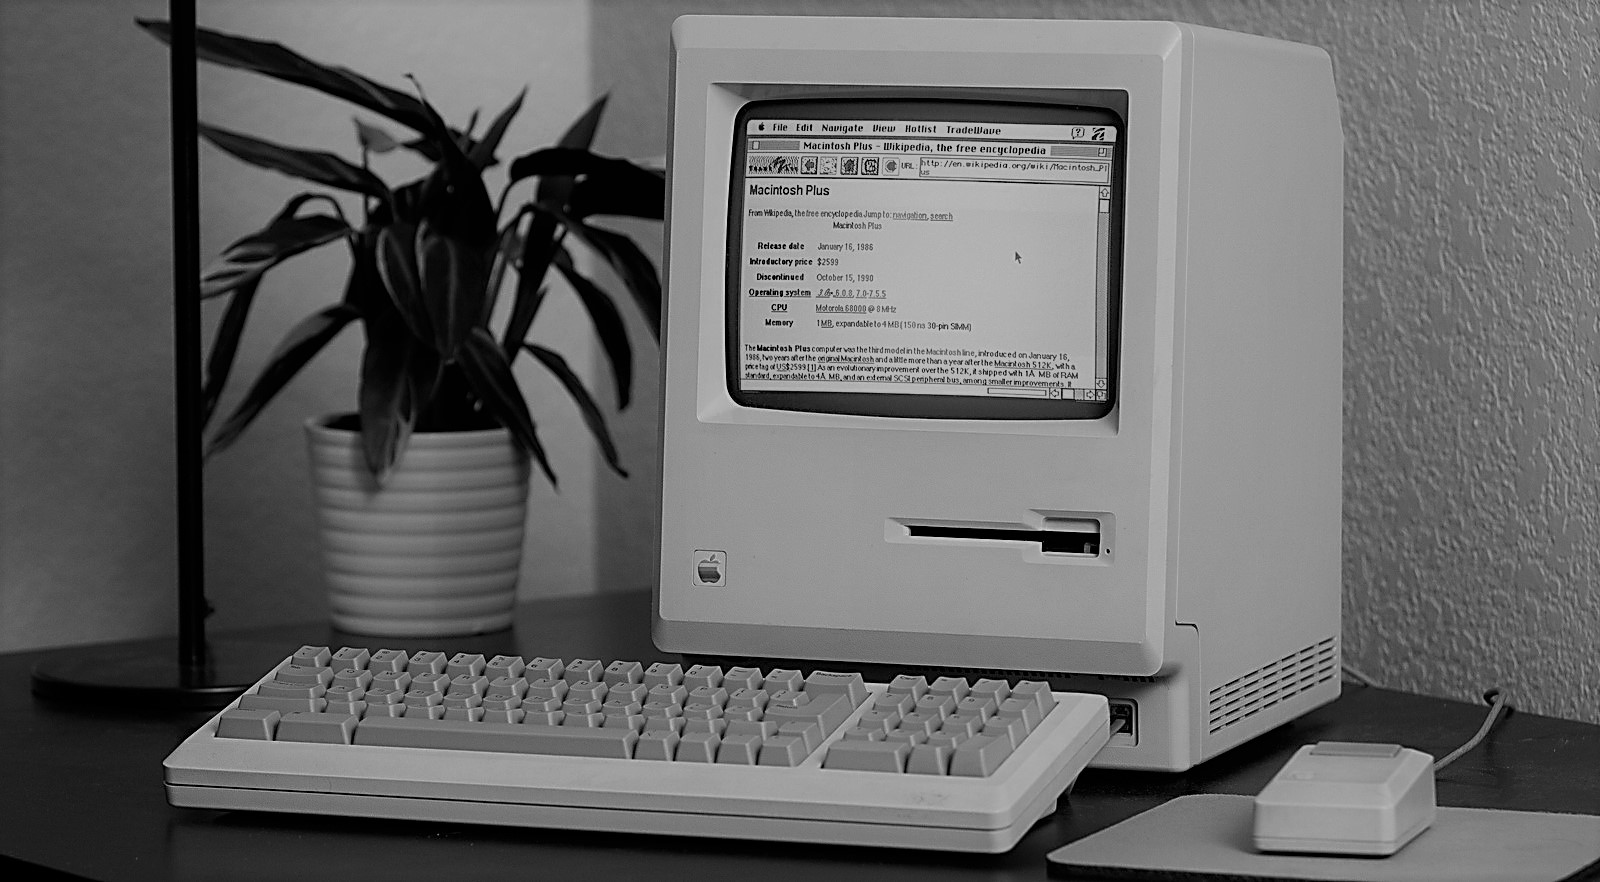 File Edit Navigate View Hotlist TradeWave
Macintosh Plus - Wikipedia, the free encyclopedia
URL: http://en.wikipedia.org/wiki/Macintosh_Pl
us
Macintosh Plus
From Wikipedia, the free encyclopedia Jump to: navigation, search
Macintosh Plus
Release date January 16, 1986
Introductory price $2599
Discontinued October 15, 1990
Operating system 6.0.8, 7.0-7.5.5
CPU Motorola 68000 @ 8 MHz
Memory 1 MB, expandable to 4 MB (150 ns 30-pin SIMM)
The Macintosh Plus computer was the third model in the Macintosh line, introduced on January 16,
1986, two years after the original Macintosh and a little more than a year after the Macintosh 512K, with a
price tag of US$2599.[1] As an evolutionary improvement over the 512K, it shipped with 1Â MB of RAM
standard, expandable to 4Â MB, and an external SCSI peripheral bus, among smaller improvements. It